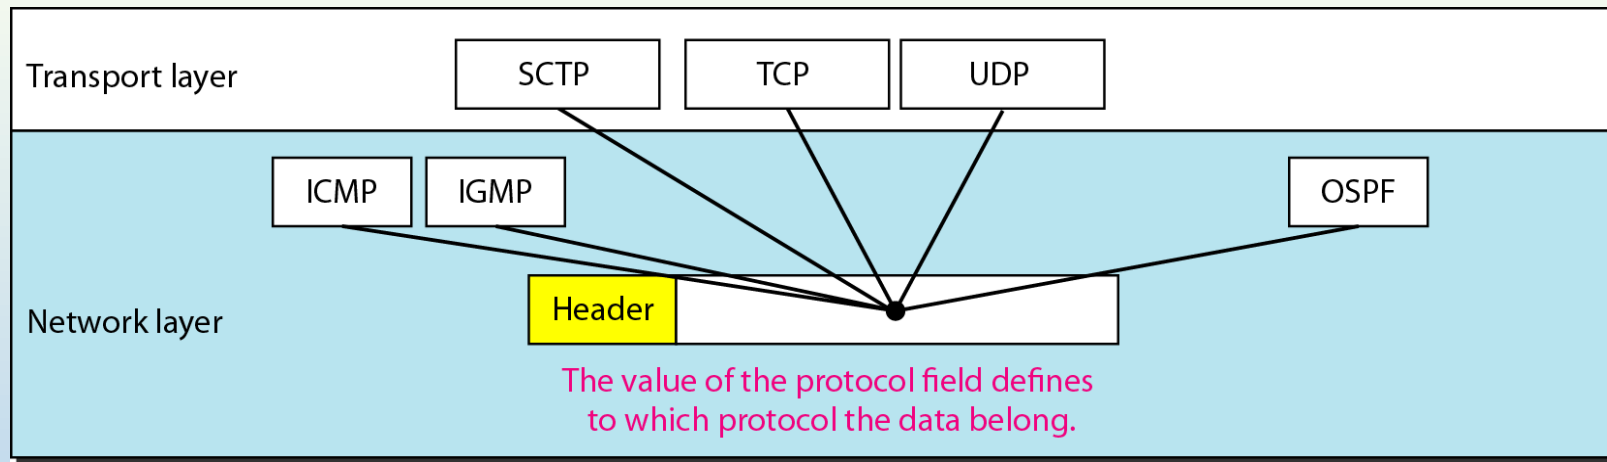 Transport layer
SCTP
TCP
UDP
ICMP
IGMP
OSPF
Network layer
Header
The value of the protocol field defines
to which protocol the data belong.